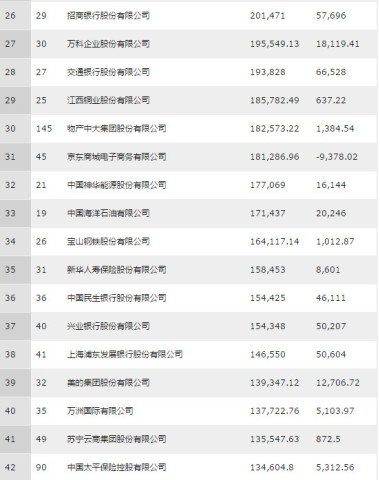 26 29 招商银行股份有限公司 201,471 57,696
27 30 万科企业股份有限公司 195,549.13 18,119.41
28 27 交通银行股份有限公司 193,828 66,528
29 25 江西铜业股份有限公司 185,782.49 637.22
30 145 物产中大集团股份有限公司 182,573.22 1,384.54
31 45 京东商城电子商务有限公司 181,286.96 -9,378.02
32 21 中国神华能源股份有限公司 177,069 16,144
33 19 中国海洋石油有限公司 171,437 20,246
34 26 宝山钢铁股份有限公司 164,117.14 1,012.87
35 31 新华人寿保险股份有限公司 158,453 8,601
36 36 中国民生银行股份有限公司 154,425 46,111
37 40 兴业银行股份有限公司 154,348 50,207
38 41 上海浦东发展银行股份有限公司 146,550 50,604
39 32 美的集团股份有限公司 139,347.12 12,706.72
40 35 万洲国际有限公司 137,722.76 5,103.97
41 49 苏宁云商集团股份有限公司 135,547.63 872.5
42 90 中国太平保险控股有限公司 134,604.8 5,312.56